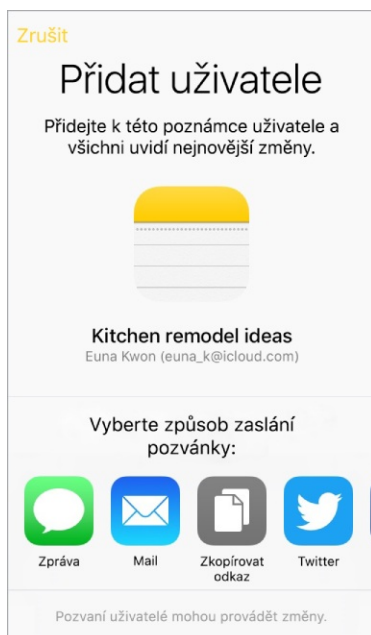 Zrušit
Přidat uživatele
Přidejte k této poznámce uživatele a
všichni uvidí nejnovější změny.
Kitchen remodel ideas
Euna Kwon (euna_k@icloud.com)
Vyberte způsob zaslání
pozvánky:
Zpráva
Mail
Zkopírovat
odkaz
Twitter
Pozvaní uživatelé mohou provádět změny.